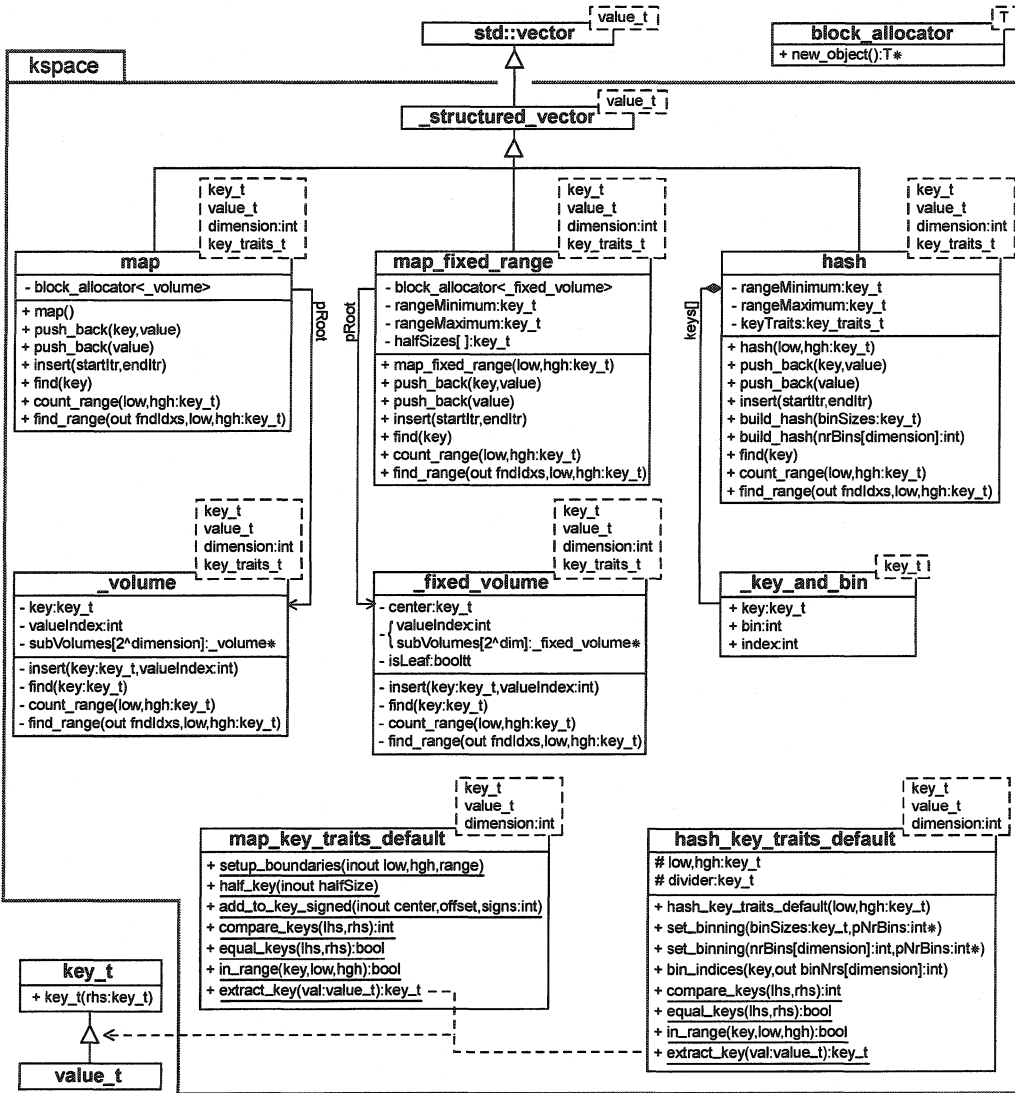 value_t
std::vector
T
block_allocator
+ new_object():T*
kspace
value_t
_structured_vector
key_t
value_t
dimension:int
key_traits_t
map
- block_allocator<_volume>
+ map()
+ push_back(key,value)
+ push_back(value)
+ insert(startItr,endItr)
+ find(key)
+ count_range(low,hgh:key_t)
+ find_range(out fndIdxs,low,hgh:key_t)
pRoot
key_t
value_t
dimension:int
key_traits_t
map_fixed_range
- block_allocator<_fixed_volume>
- rangeMinimum:key_t
- rangeMaximum:key_t
- halfSizes[ ]:key_t
+ map_fixed_range(low,hgh:key_t)
+ push_back(key,value)
+ push_back(value)
+ insert(startItr,endItr)
+ find(key)
+ count_range(low,hgh:key_t)
+ find_range(out fndIdxs,low,hgh:key_t)
pRoot
key_t
value_t
dimension:int
key_traits_t
hash
- rangeMinimum:key_t
- rangeMaximum:key_t
- keyTraits:key_traits_t
+ hash(low,hgh:key_t)
+ push_back(key,value)
+ push_back(value)
+ insert(startItr,endItr)
+ build_hash(binSizes:key_t)
+ build_hash(nrBins[dimension]:int)
+ find(key)
+ count_range(low,hgh:key_t)
+ find_range(out fndIdxs,low,hgh:key_t)
keys[]
key_t
value_t
dimension:int
key_traits_t
_volume
- key:key_t
- valueIndex:int
- subVolumes[2^dimension]:_volume*
- insert(key:key_t,valueIndex:int)
- find(key:key_t)
- count_range(low,hgh:key_t)
- find_range(out fndIdxs,low,hgh:key_t)
key_t
value_t
dimension:int
key_traits_t
_fixed_volume
- center:key_t
- { valueIndex:int
subVolumes[2^dim]:_fixed_volume*
- isLeaf:booltt
- insert(key:key_t,valueIndex:int)
- find(key:key_t)
- count_range(low,hgh:key_t)
- find_range(out fndIdxs,low,hgh:key_t)
key_t
_key_and_bin
+ key:key_t
+ bin:int
+ index:int
key_t
value_t
dimension:int
map_key_traits_default
+ setup_boundaries(inout low,hgh,range)
+ half_key(inout halfSize)
+ add_to_key_signed(inout center,offset,signs:int)
+ compare_keys(lhs,rhs):int
+ equal_keys(lhs,rhs):bool
+ in_range(key,low,hgh):bool
+ extract_key(val:value_t):key_t
key_t
value_t
dimension:int
hash_key_traits_default
# low,hgh:key_t
# divider:key_t
+ hash_key_traits_default(low,hgh:key_t)
+ set_binning(binSizes:key_t,pNrBins:int*)
+ set_binning(nrBins[dimension]:int,pNrBins:int*)
+ bin_indices(key,out binNrs[dimension]:int)
+ compare_keys(lhs,rhs):int
+ equal_keys(lhs,rhs):bool
+ in_range(key,low,hgh):bool
+ extract_key(val:value_t):key_t
key_t
+ key_t(rhs:key_t)
value_t